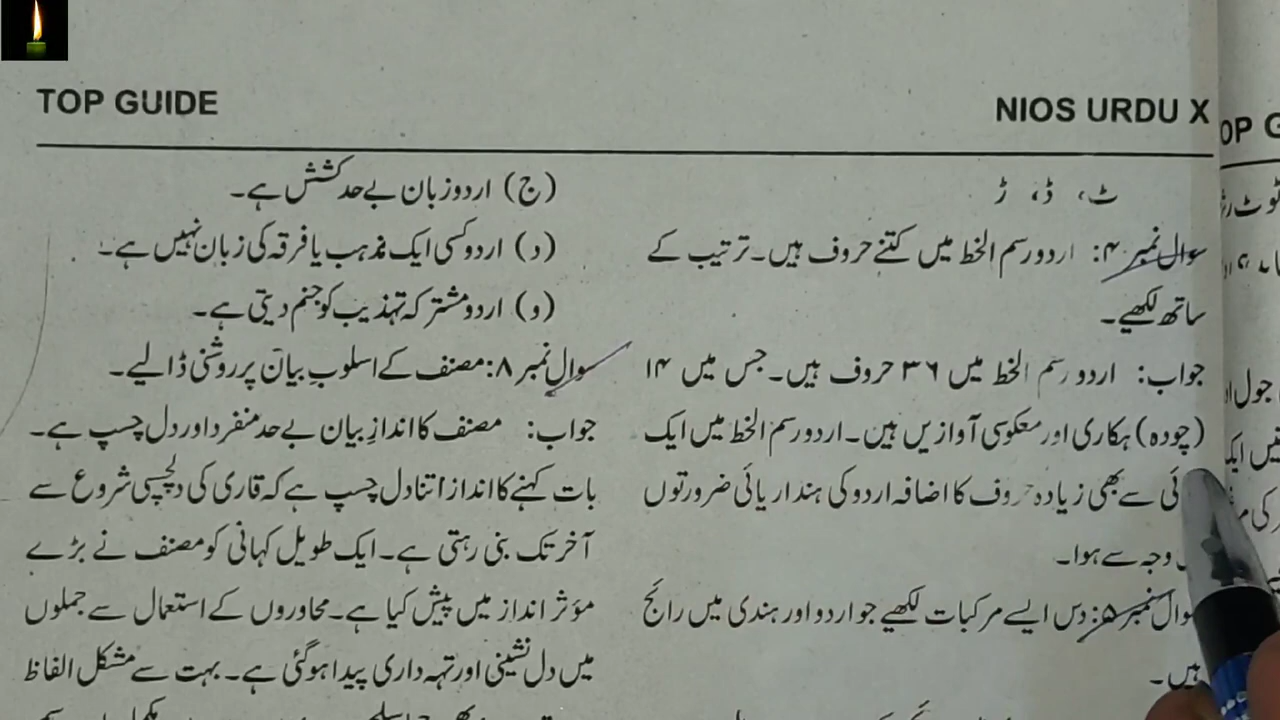 TOP GUIDE
NIOS URDU X
OP G
ٹ، ڈ، ڑ
سوال نمبر ۴: اردو رسم الخط میں کتنے حروف ہیں۔ ترتیب کے
ساتھ لکھیے۔
جواب: اردو رسم الخط میں ۳۶ حروف ہیں۔ جس میں ۱۴
(چودہ) ہکاری اور معکوسی آوازیں ہیں۔ اردو رسم الخط میں ایک
ئی سے بھی زیادہ حروف کا اضافہ اردو کی ہند اریائی ضرورتوں
وجہ سے ہوا۔
سوال نمبر ۵: دس ایسے مرکبات لکھیے جو اردو اور ہندی میں رائج
ہیں۔
(ج) اردو زبان بے حد کشش ہے۔
(د) اردو کسی ایک مذہب یا فرقہ کی زبان نہیں ہے۔
(و) اردو مشترکہ تہذیب کو جنم دیتی ہے۔
سوال نمبر ۸: مصنف کے اسلوبِ بیان پر روشنی ڈالیے۔
جواب: مصنف کا اندازِ بیان بے حد منفرد اور دل چسپ ہے۔
بات کہنے کا انداز اتنا دل چسپ ہے کہ قاری کی دلچسپی شروع سے
آخر تک بنی رہتی ہے۔ ایک طویل کہانی کو مصنف نے بڑے
مؤثر انداز میں پیش کیا ہے۔ محاوروں کے استعمال سے جملوں
میں دل نشینی اور تہہ داری پیدا ہوگئی ہے۔ بہت سے مشکل الفاظ